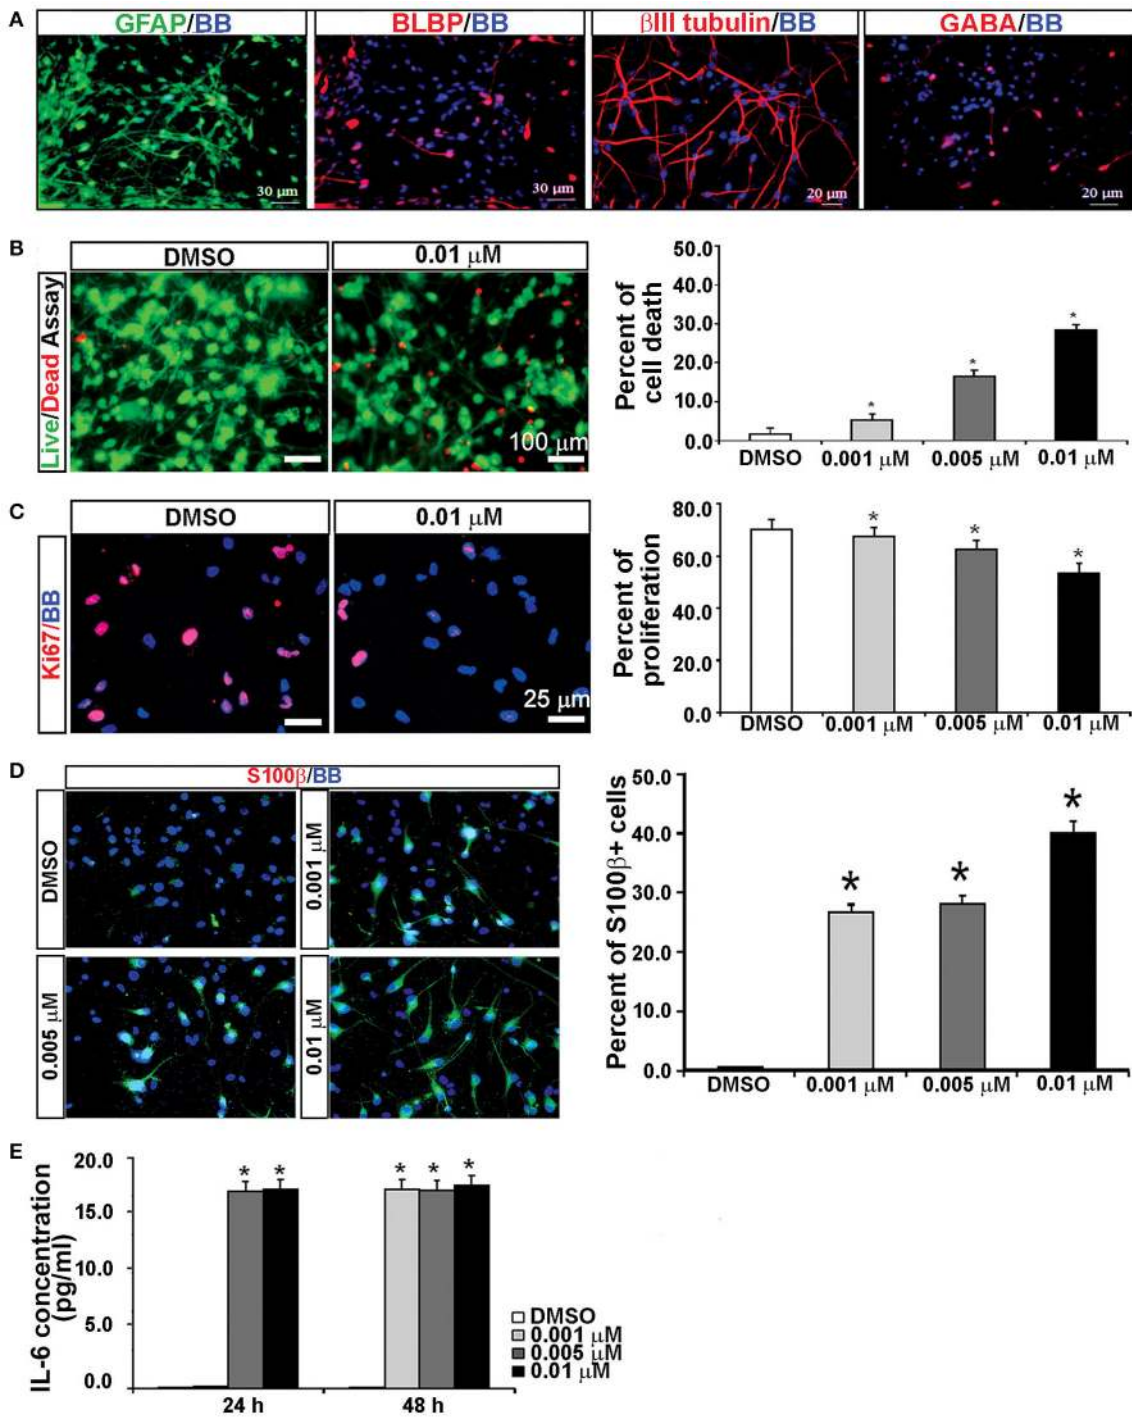 A
GFAP/BB
BLBP/BB
βIII tubulin/BB
GABA/BB
30 μm
30 μm
20 μm
20 μm
B
DMSO
0.01 μM
Live/Dead Assay
100 μm
Percent of
cell death
50.0
40.0
30.0
20.0
10.0
0.0
*
*
*
DMSO
0.001 μM
0.005 μM
0.01 μM
C
DMSO
0.01 μM
Ki67/BB
25 μm
Percent of
proliferation
80.0
60.0
40.0
20.0
0.0
*
*
*
DMSO
0.001 μM
0.005 μM
0.01 μM
D
S100β/BB
DMSO
0.001 μM
0.005 μM
0.01 μM
Percent of S100β+ cells
50.0
40.0
30.0
20.0
10.0
0.0
*
*
*
DMSO
0.001 μM
0.005 μM
0.01 μM
E
IL-6 concentration
(pg/ml)
20.0
15.0
10.0
5.0
0.0
* *
* * *
24 h
48 h
DMSO
0.001 μM
0.005 μM
0.01 μM